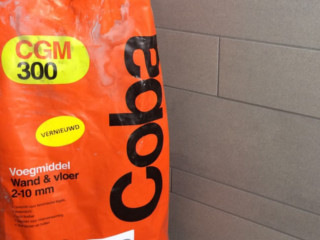 CGM
300
Coba
VERNIEUWD
Voegmiddel
Wand & vloer
2-10 mm